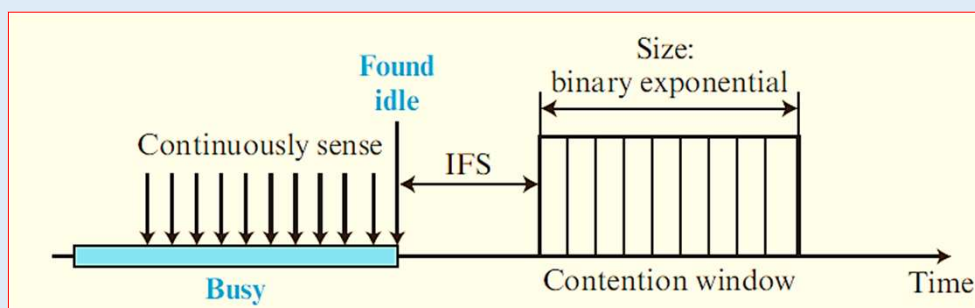 Size:
binary exponential
Found
idle
Continuously sense
IFS
Busy
Contention window
Time